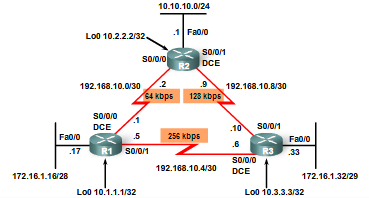 10.10.10.0/24
Lo0 10.2.2.2/32
.1 Fa0/0
S0/0/1
S0/0/0
R2
DCE
192.168.10.0/30
.2
.9
192.168.10.8/30
64 kbps
128 kbps
S0/0/0
DCE
.1
256 kbps
.10
S0/0/1
Fa0/0
.5
.6
Fa0/0
.17
R1
S0/0/1
R3
.33
S0/0/0
DCE
172.16.1.16/28
192.168.10.4/30
172.16.1.32/29
Lo0 10.1.1.1/32
Lo0 10.3.3.3/32